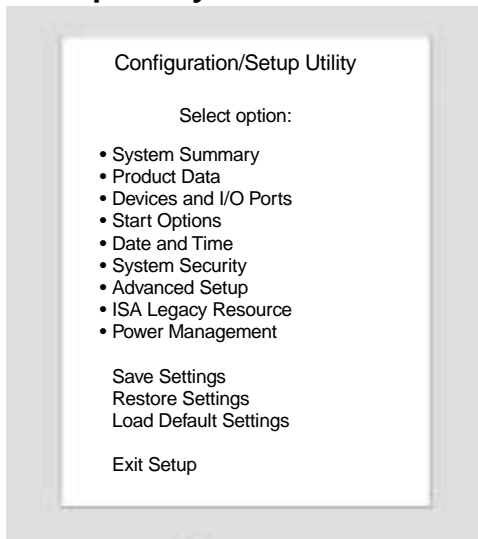 Configuration/Setup Utility
Select option:
• System Summary
• Product Data
• Devices and I/O Ports
• Start Options
• Date and Time
• System Security
• Advanced Setup
• ISA Legacy Resource
• Power Management
Save Settings
Restore Settings
Load Default Settings
Exit Setup